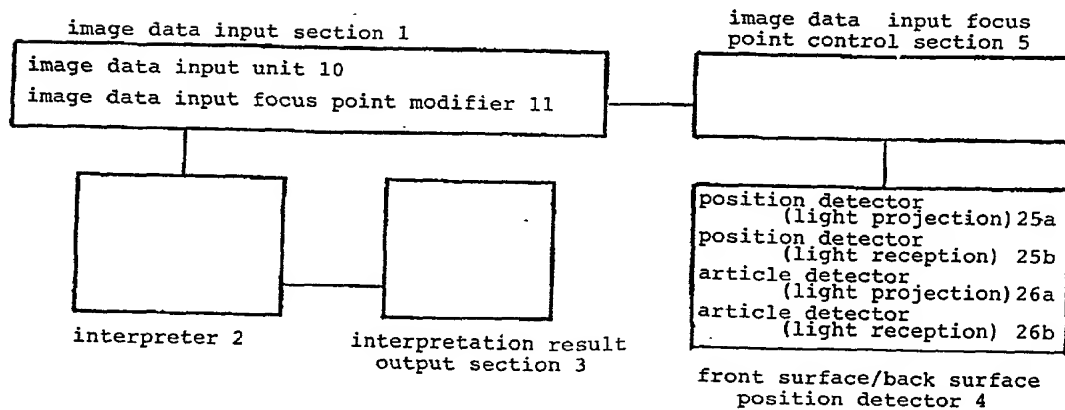 image data input section 1
image data input unit 10
image data input focus point modifier 11
image data input focus
point control section 5
interpreter 2
interpretation result
output section 3
position detector
(light projection) 25a
position detector
(light reception) 25b
article detector
(light projection) 26a
article detector
(light reception) 26b
front surface/back surface
position detector 4